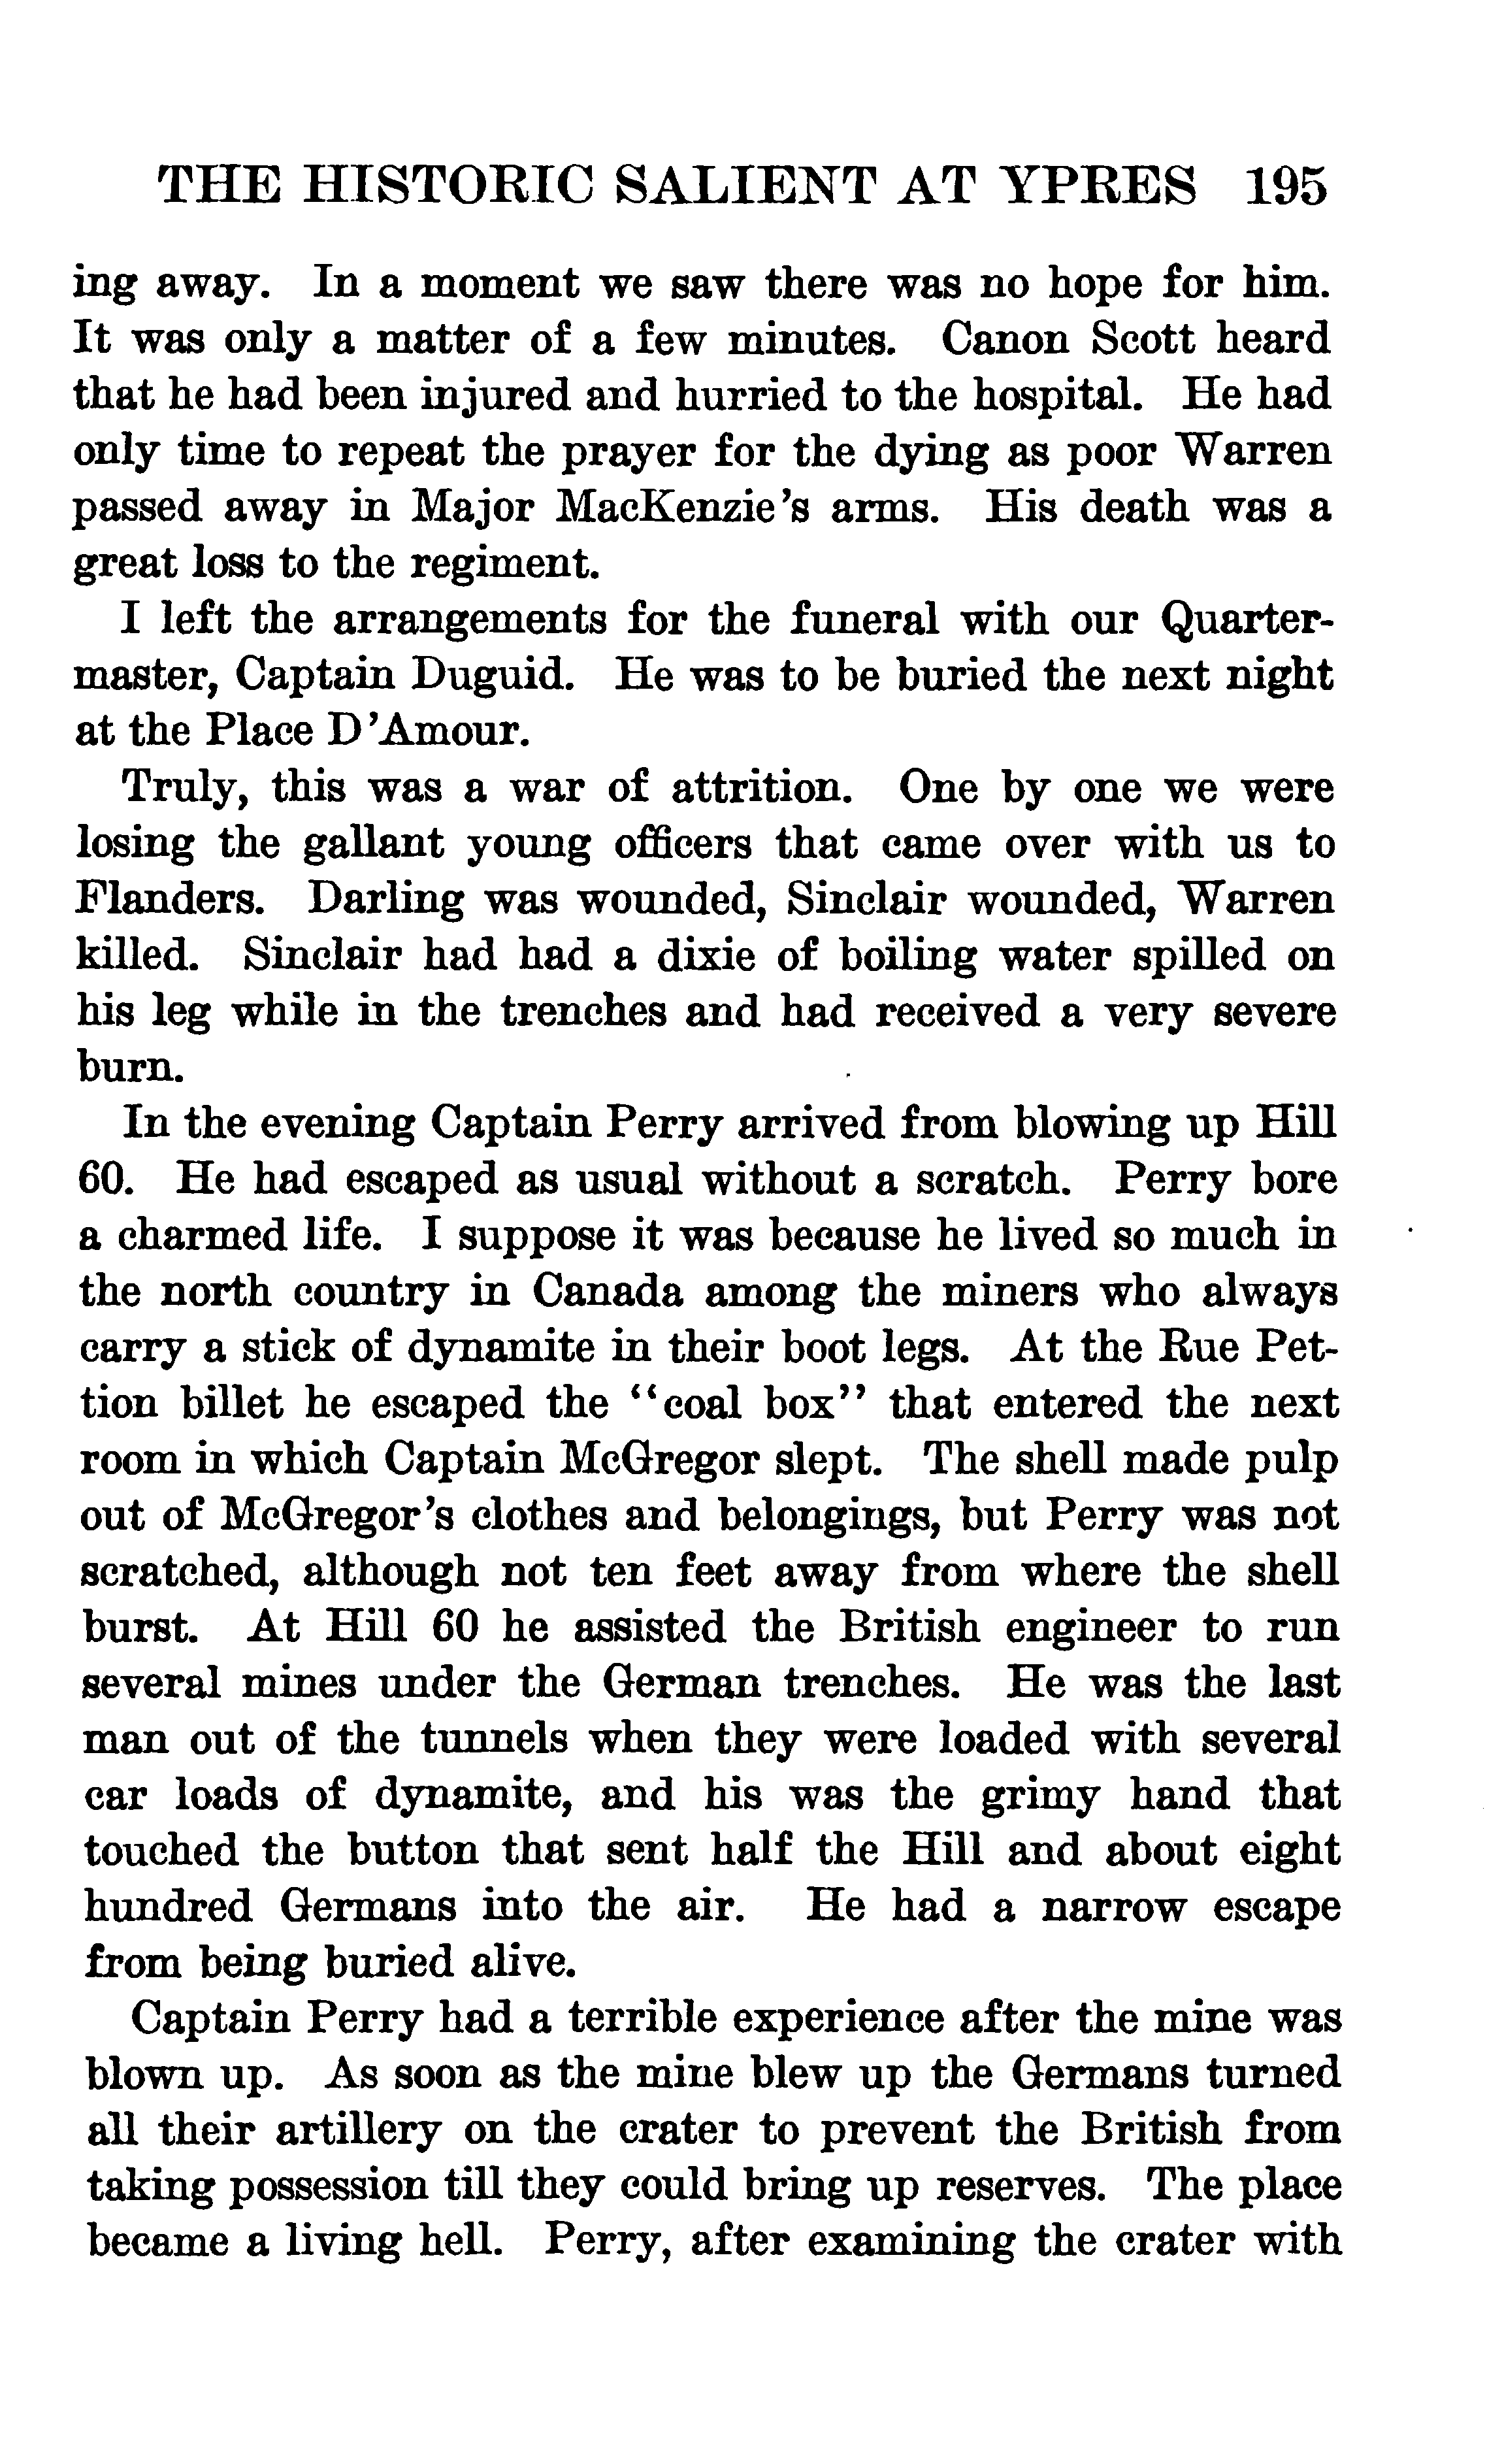 THE HISTORIC SALIENT AT YPRES 195
ing away. In a moment we saw there was no hope for him.
It was only a matter of a few minutes. Canon Scott heard
that he had been injured and hurried to the hospital. He had
only time to repeat the prayer for the dying as poor Warren
passed away in Major MacKenzie's arms. His death was a
great loss to the regiment.
I left the arrangements for the funeral with our Quarter-
master, Captain Duguid. He was to be buried the next night
at the Place D'Amour.
Truly, this was a war of attrition. One by one we were
losing the gallant young officers that came over with us to
Flanders. Darling was wounded, Sinclair wounded, Warren
killed. Sinclair had had a dixie of boiling water spilled on
his leg while in the trenches and had received a very severe
burn.
In the evening Captain Perry arrived from blowing up Hill
60. He had escaped as usual without a scratch. Perry bore
a charmed life. I suppose it was because he lived so much in
the north country in Canada among the miners who always
carry a stick of dynamite in their boot legs. At the Rue Pet-
tion billet he escaped the "coal box" that entered the next
room in which Captain McGregor slept. The shell made pulp
out of McGregor's clothes and belongings, but Perry was not
scratched, although not ten feet away from where the shell
burst. At Hill 60 he assisted the British engineer to run
several mines under the German trenches. He was the last
man out of the tunnels when they were loaded with several
car loads of dynamite, and his was the grimy hand that
touched the button that sent half the Hill and about eight
hundred Germans into the air. He had a narrow escape
from being buried alive.
Captain Perry had a terrible experience after the mine was
blown up. As soon as the mine blew up the Germans turned
all their artillery on the crater to prevent the British from
taking possession till they could bring up reserves. The place
became a living hell. Perry, after examining the crater with